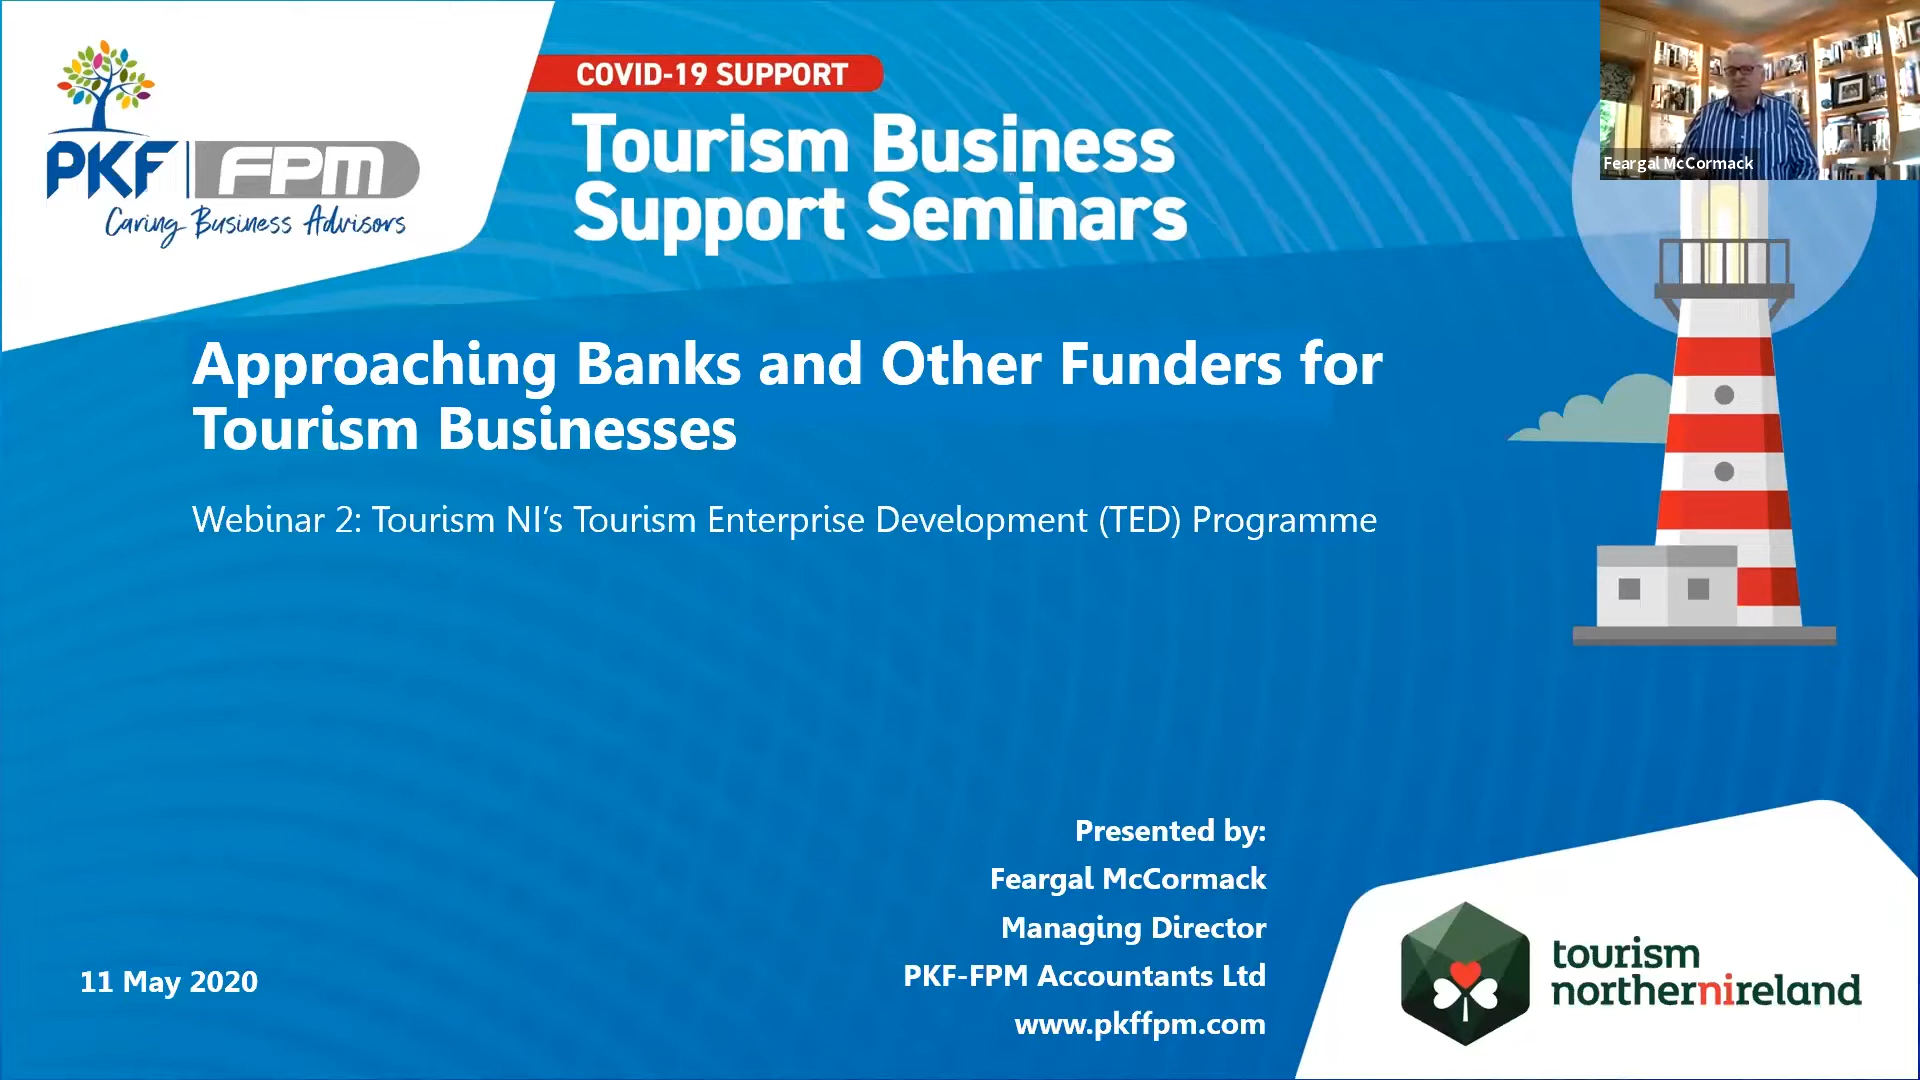 PKF FPM
Caring Business Advisors
COVID-19 SUPPORT
Tourism Business
Support Seminars
Feargal McCormack
Approaching Banks and Other Funders for
Tourism Businesses
Webinar 2: Tourism NI’s Tourism Enterprise Development (TED) Programme
Presented by:
Feargal McCormack
Managing Director
PKF-FPM Accountants Ltd
www.pkffpm.com
11 May 2020
tourism
northernireland